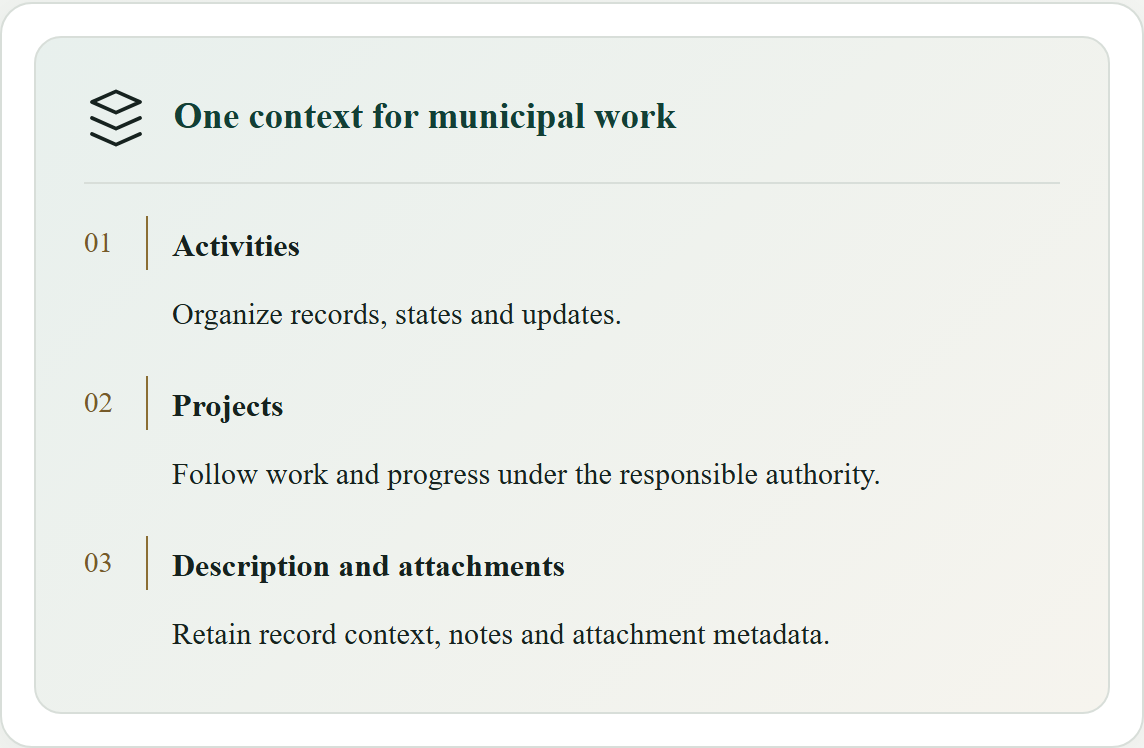 One context for municipal work
01
Activities
Organize records, states and updates.
02
Projects
Follow work and progress under the responsible authority.
03
Description and attachments
Retain record context, notes and attachment metadata.